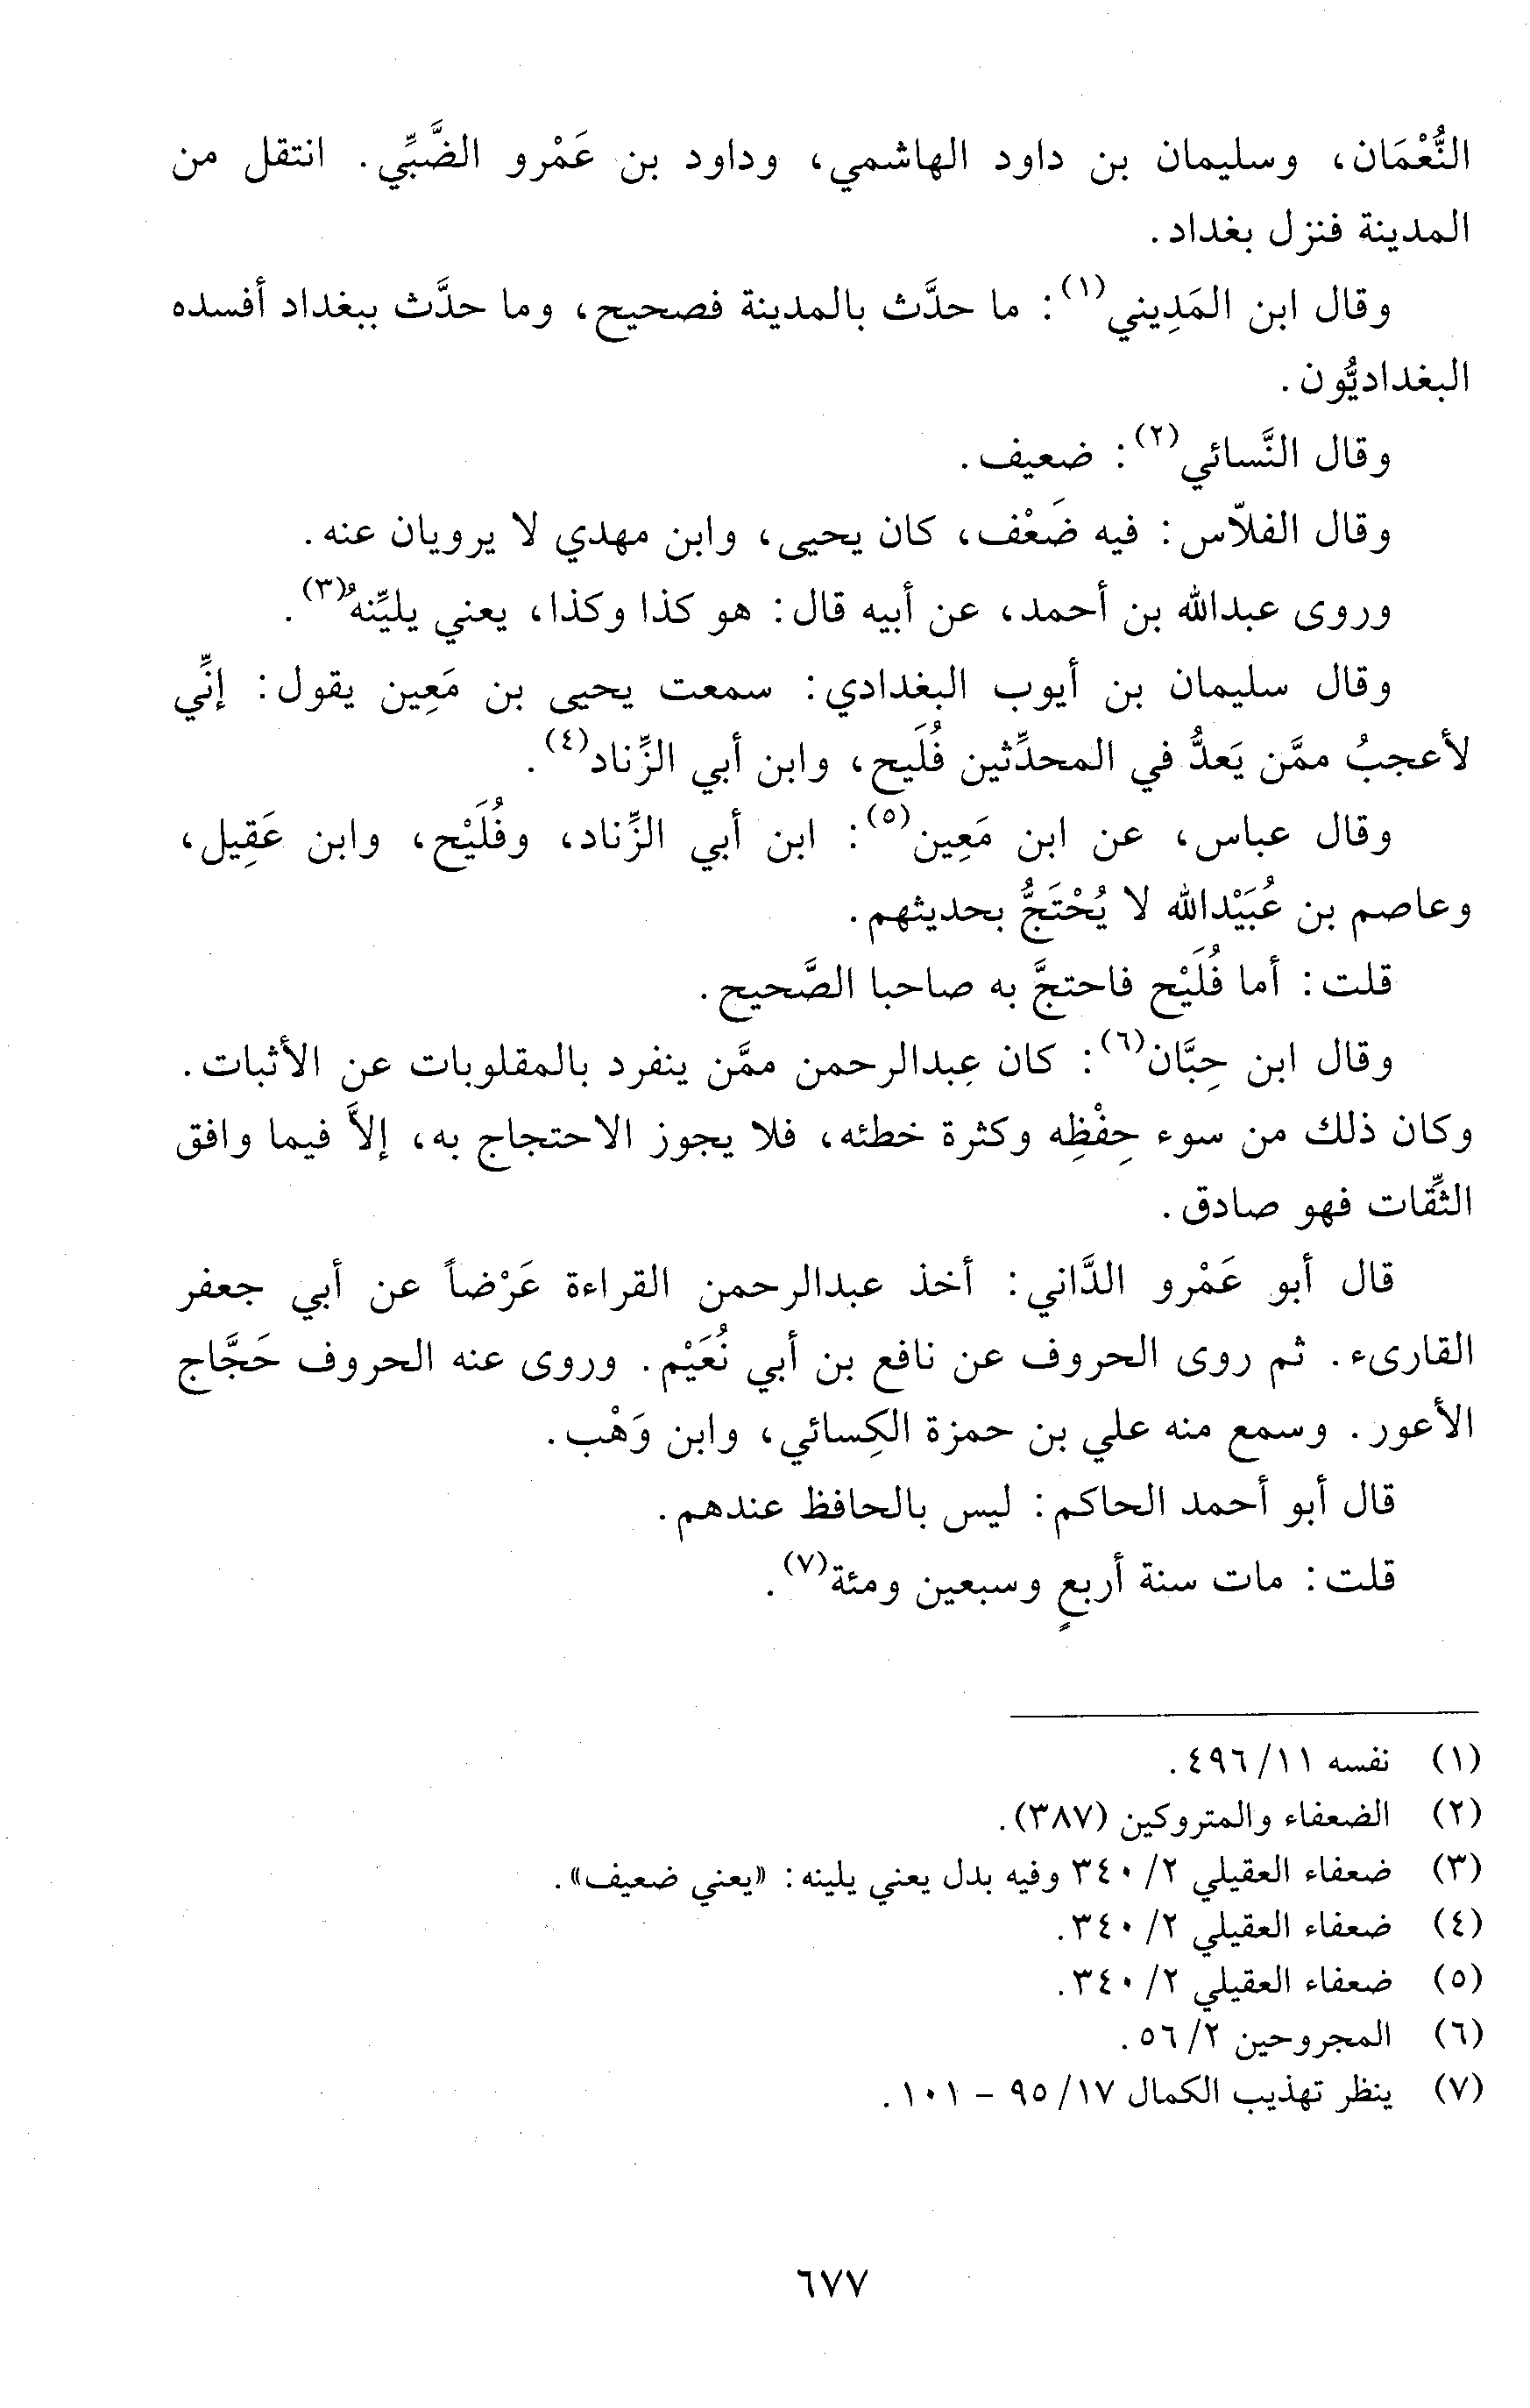 النُّعْمَان، وسليمان بن داود الهاشمي، وداود بن عَمْرو الضَّبِّي. انتقل من
المدينة فنزل بغداد.
وقال ابن المَدِيني(١): ما حدَّث بالمدينة فصحيح، وما حدَّث ببغداد أفسده
البغداديُّون.
وقال النَّسائي(٢): ضعيف.
وقال الفلاّس: فيه ضَعْف، كان يحيى، وابن مهدي لا يرويان عنه.
وروى عبدالله بن أحمد، عن أبيه قال: هو كذا وكذا، يعني يليِّنهُ(٣).
وقال سليمان بن أيوب البغدادي: سمعت يحيى بن مَعِين يقول: إنِّي
لأعجبُ ممَّن يَعدُّ في المحدِّثين فُلَيح، وابن أبي الزِّناد(٤).
وقال عباس، عن ابن مَعِين(٥): ابن أبي الزِّناد، وفُلَيْح، وابن عَقِيل،
وعاصم بن عُبَيْدالله لا يُحْتَجُّ بحديثهم.
قلت: أما فُلَيْح فاحتجَّ به صاحبا الصَّحيح.
وقال ابن حِبَّان(٦): كان عبدالرحمن ممَّن ينفرد بالمقلوبات عن الأثبات.
وكان ذلك من سوء حِفْظِه وكثرة خطئه، فلا يجوز الاحتجاج به، إلاَّ فيما وافق
الثِّقات فهو صادق.
قال أبو عَمْرو الدَّاني: أخذ عبدالرحمن القراءة عَرْضاً عن أبي جعفر
القارىء. ثم روى الحروف عن نافع بن أبي نُعَيْم. وروى عنه الحروف حَجَّاج
الأعور. وسمع منه علي بن حمزة الكِسائي، وابن وَهْب.
قال أبو أحمد الحاكم: ليس بالحافظ عندهم.
قلت: مات سنة أربعٍ وسبعين ومئة(٧).
(١) نفسه ١١/ ٤٩٦.
(٢) الضعفاء والمتروكين (٣٨٧).
(٣) ضعفاء العقيلي ٢/ ٣٤٠ وفيه بدل يعني يلينه: «يعني ضعيف».
(٤) ضعفاء العقيلي ٢/ ٣٤٠.
(٥) ضعفاء العقيلي ٢/ ٣٤٠.
(٦) المجروحين ٢/ ٥٦.
(٧) ينظر تهذيب الكمال ١٧/ ٩٥ - ١٠١.
٦٧٧